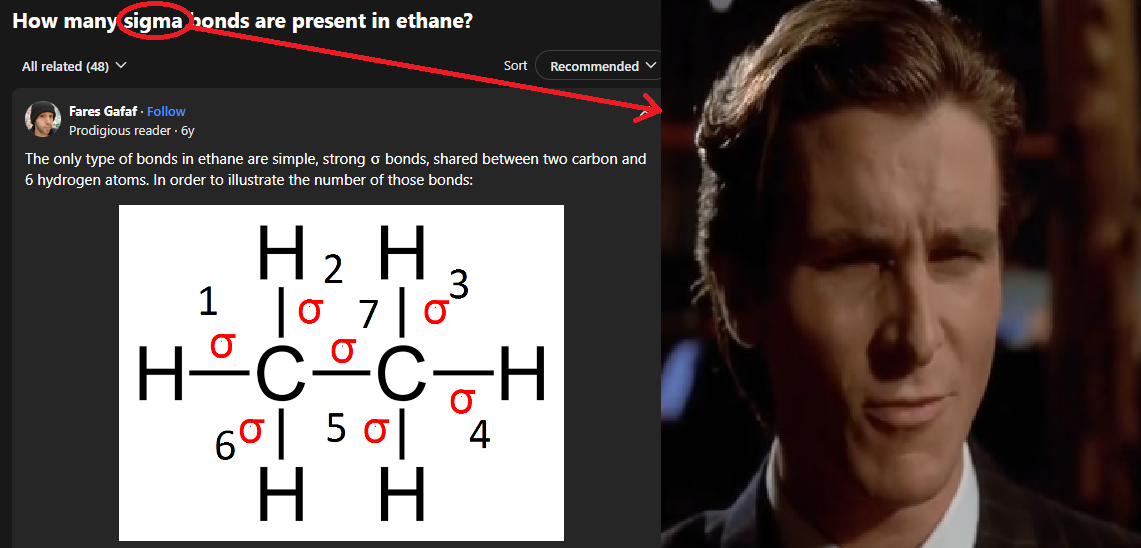 How many sigma bonds are present in ethane?
All related (48)
Sort
Recommended
Fares Gafaf · Follow
Prodigious reader · 6y
The only type of bonds in ethane are simple, strong σ bonds, shared between two carbon and
6 hydrogen atoms. In order to illustrate the number of those bonds:
H 2 H 3
1 σ 7 σ
σ σ
H C C H
σ 5 σ σ
6 4
H H